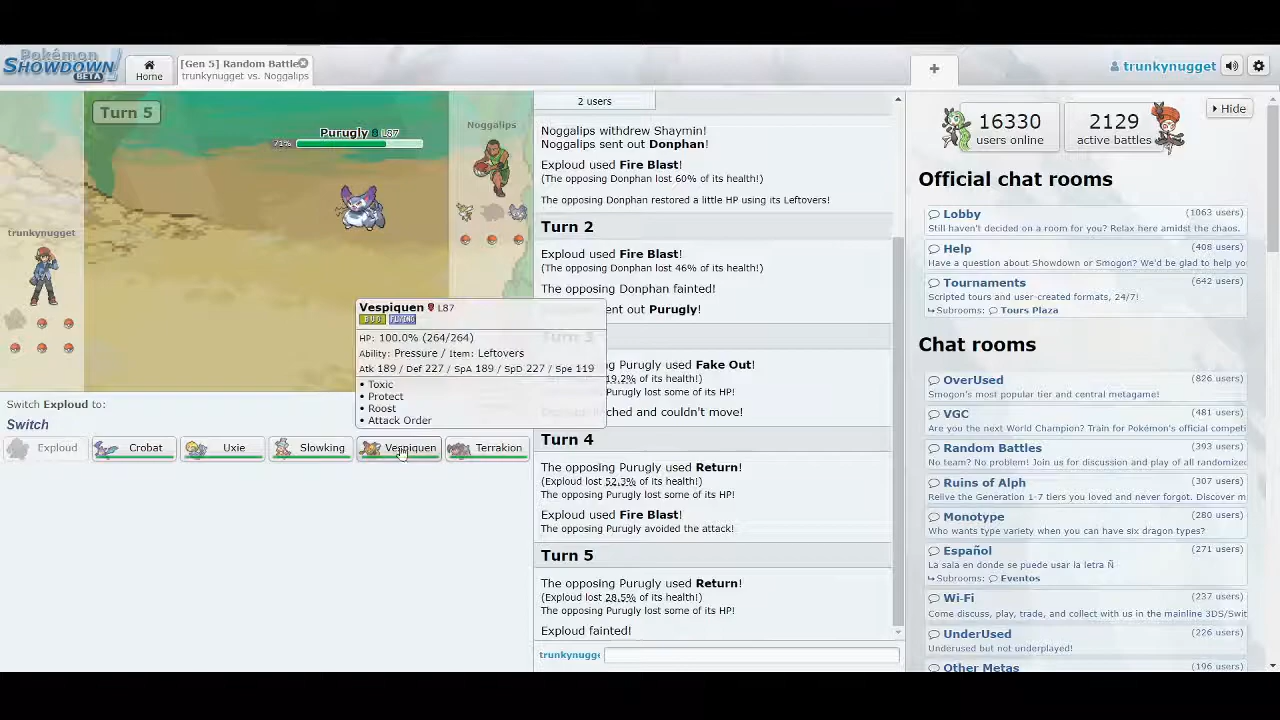 Pokémon
SHOWDOWN!
BETA
Home
[Gen 5] Random Battle
trunkynugget vs. Noggalips
+
trunkynugget
Turn 5
Purugly L87
71%
Noggalips
trunkynugget
Vespiquen L87
BUG FLYING
HP: 100.0% (264/264)
Ability: Pressure / Item: Leftovers
Atk 189 / Def 227 / SpA 189 / SpD 227 / Spe 119
• Toxic
• Protect
• Roost
• Attack Order
Switch Exploud to:
Switch
Exploud
Crobat
Uxie
Slowking
Vespiquen
Terrakion
2 users
Noggalips withdrew Shaymin!
Noggalips sent out Donphan!
Exploud used Fire Blast!
(The opposing Donphan lost 60% of its health!)
The opposing Donphan restored a little HP using its Leftovers!
Turn 2
Exploud used Fire Blast!
(The opposing Donphan lost 46% of its health!)
The opposing Donphan fainted!
ent out Purugly!
Turn 3
Purugly used Fake Out!
19.2% of its health!)
Purugly lost some of its HP!
ched and couldn't move!
Turn 4
The opposing Purugly used Return!
(Exploud lost 52.3% of its health!)
The opposing Purugly lost some of its HP!
Exploud used Fire Blast!
The opposing Purugly avoided the attack!
Turn 5
The opposing Purugly used Return!
(Exploud lost 28.5% of its health!)
The opposing Purugly lost some of its HP!
Exploud fainted!
trunkynugge
16330
users online
2129
active battles
Hide
Official chat rooms
Lobby (1063 users)
Still haven't decided on a room for you? Relax here amidst the chaos.
Help (408 users)
Have a question about Showdown or Smogon? We'd be glad to help yo
Tournaments (642 users)
Scripted tours and user-created formats, 24/7!
Subrooms: Tours Plaza
Chat rooms
OverUsed (826 users)
Smogon's most popular tier and central metagame!
VGC (481 users)
Are you the next World Champion? Train for Pokémon's official competi
Random Battles (393 users)
No team? No problem! Join us for discussion and play of all randomize
Ruins of Alph (307 users)
Relive the Generation 1-7 tiers you loved and never forgot. Discover m
Monotype (280 users)
Who wants type variety when you can have six dragon types?
Español (271 users)
La sala en donde se puede usar la letra Ñ
Subrooms: Eventos
Wi-Fi (237 users)
Come discuss, play, trade, and collect with us in the mainline 3DS/Swit
UnderUsed (226 users)
Underused but not underplayed!
Other Metas (196 users)